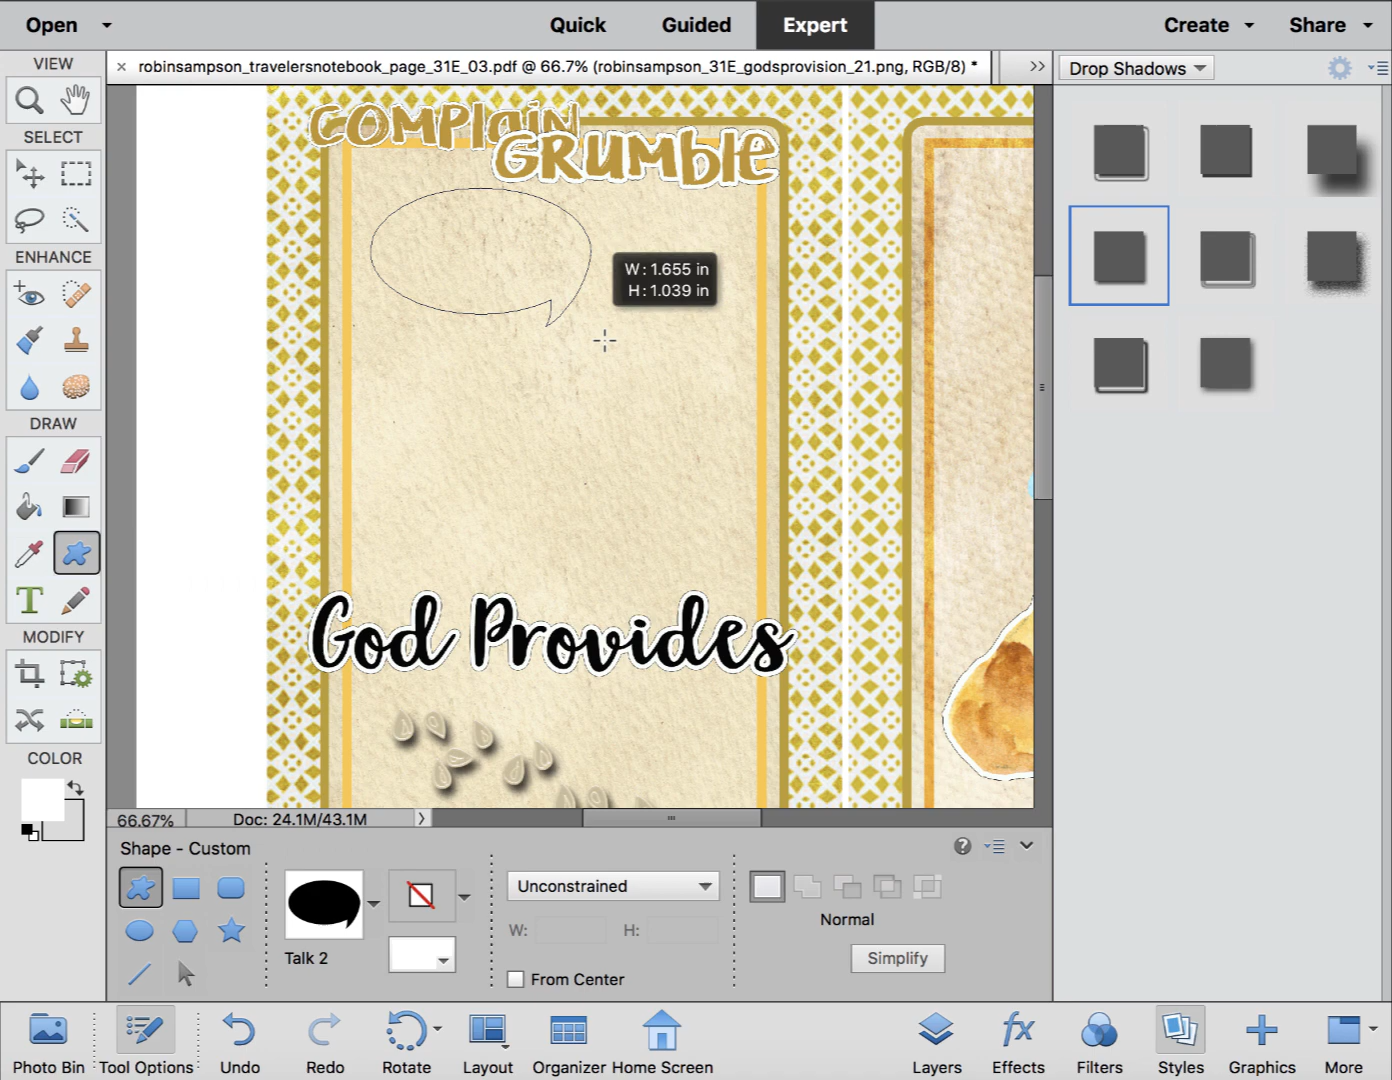 Open
Quick
Guided
Expert
Create
Share
VIEW
× robinsampson_travelersnotebook_page_31E_03.pdf @ 66.7% (robinsampson_31E_godsprovision_21.png, RGB/8) *
>>
Drop Shadows
SELECT
ENHANCE
DRAW
T
MODIFY
COLOR
COMPlaiN
GRUMble
W: 1.655 in
H: 1.039 in
God Provides
66.67%
Doc: 24.1M/43.1M
Shape - Custom
Talk 2
Unconstrained
W:
H:
From Center
Normal
Simplify
Photo Bin
Tool Options
Undo
Redo
Rotate
Layout
Organizer
Home Screen
Layers
fx
Effects
Filters
Styles
Graphics
More